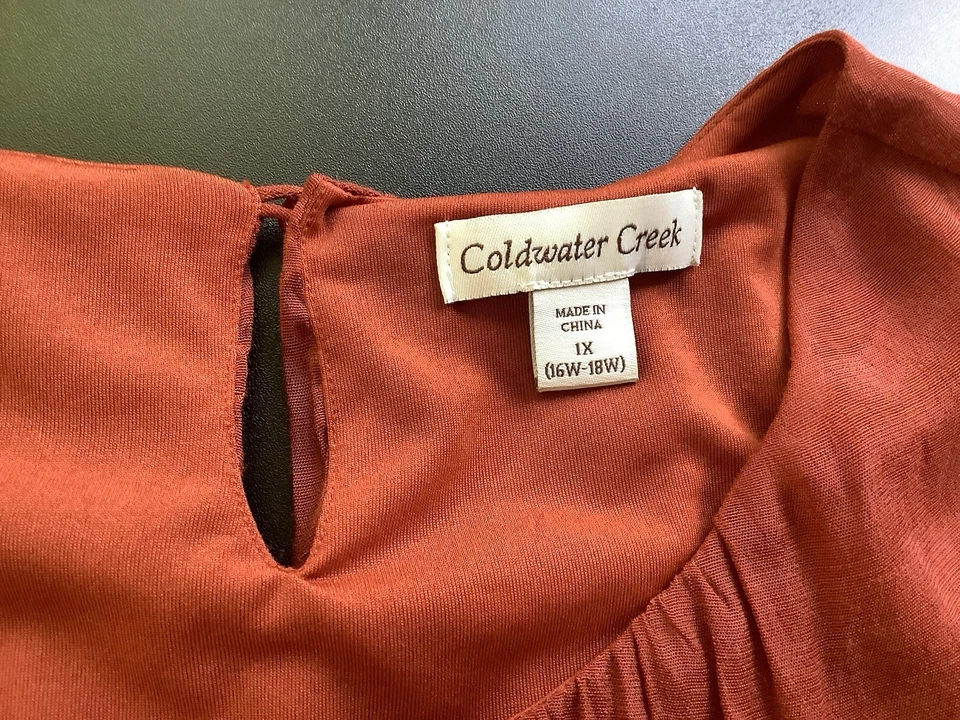 Coldwater Creek
MADE IN
CHINA
1X
(16W-18W)